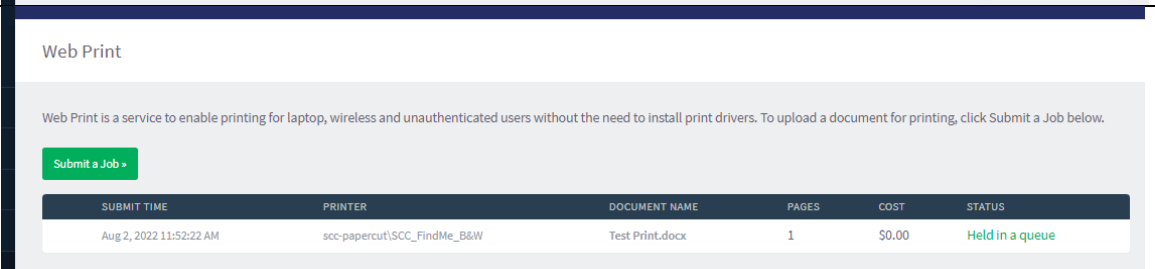 Web Print
Web Print is a service to enable printing for laptop, wireless and unauthenticated users without the need to install print drivers. To upload a document for printing, click Submit a Job below.
Submit a Job »
SUBMIT TIME PRINTER DOCUMENT NAME PAGES COST STATUS
Aug 2, 2022 11:52:22 AM scc-papercut\SCC_FindMe_B&W Test Print.docx 1 $0.00 Held in a queue